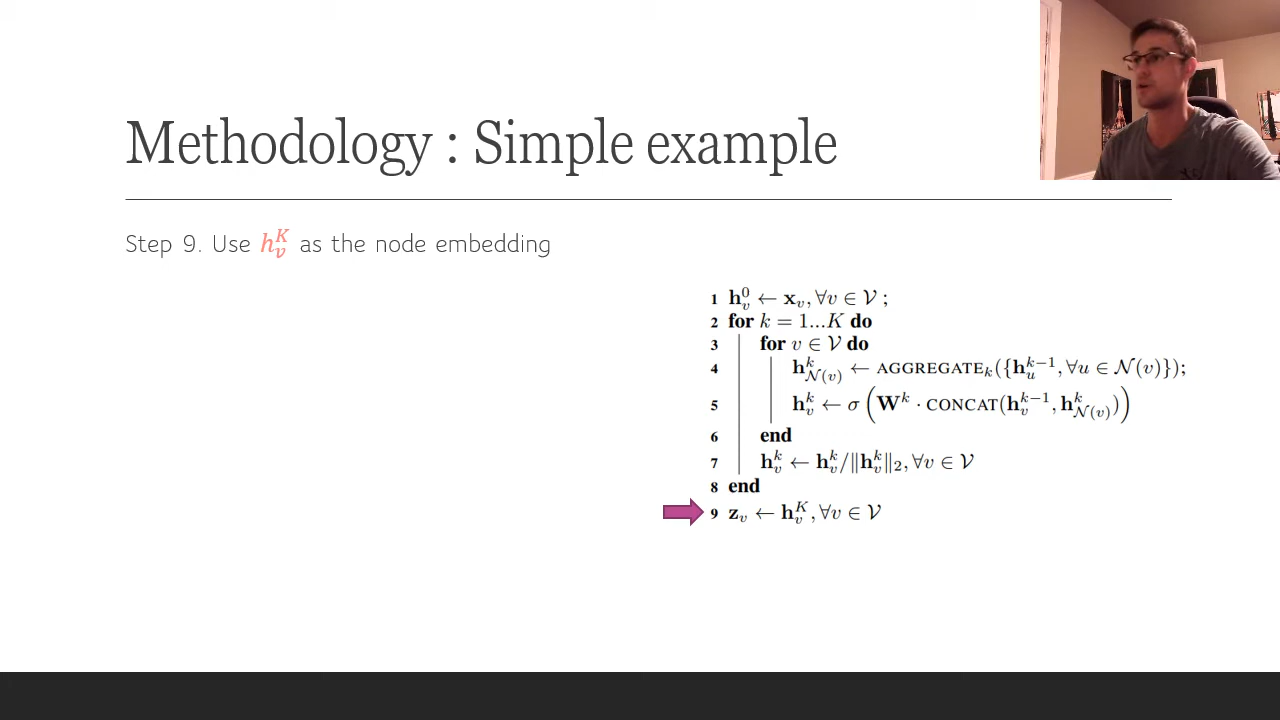 Methodology : Simple example
Step 9. Use h_v^K as the node embedding
1 h_v^0 ← x_v, ∀v ∈ 𝒱 ;
2 for k = 1...K do
3 for v ∈ 𝒱 do
4 h_{𝒩(v)}^k ← AGGREGATE_k({h_u^{k−1}, ∀u ∈ 𝒩(v)});
5 h_v^k ← σ(W^k · CONCAT(h_v^{k−1}, h_{𝒩(v)}^k))
6 end
7 h_v^k ← h_v^k/‖h_v^k‖_2, ∀v ∈ 𝒱
8 end
9 z_v ← h_v^K, ∀v ∈ 𝒱